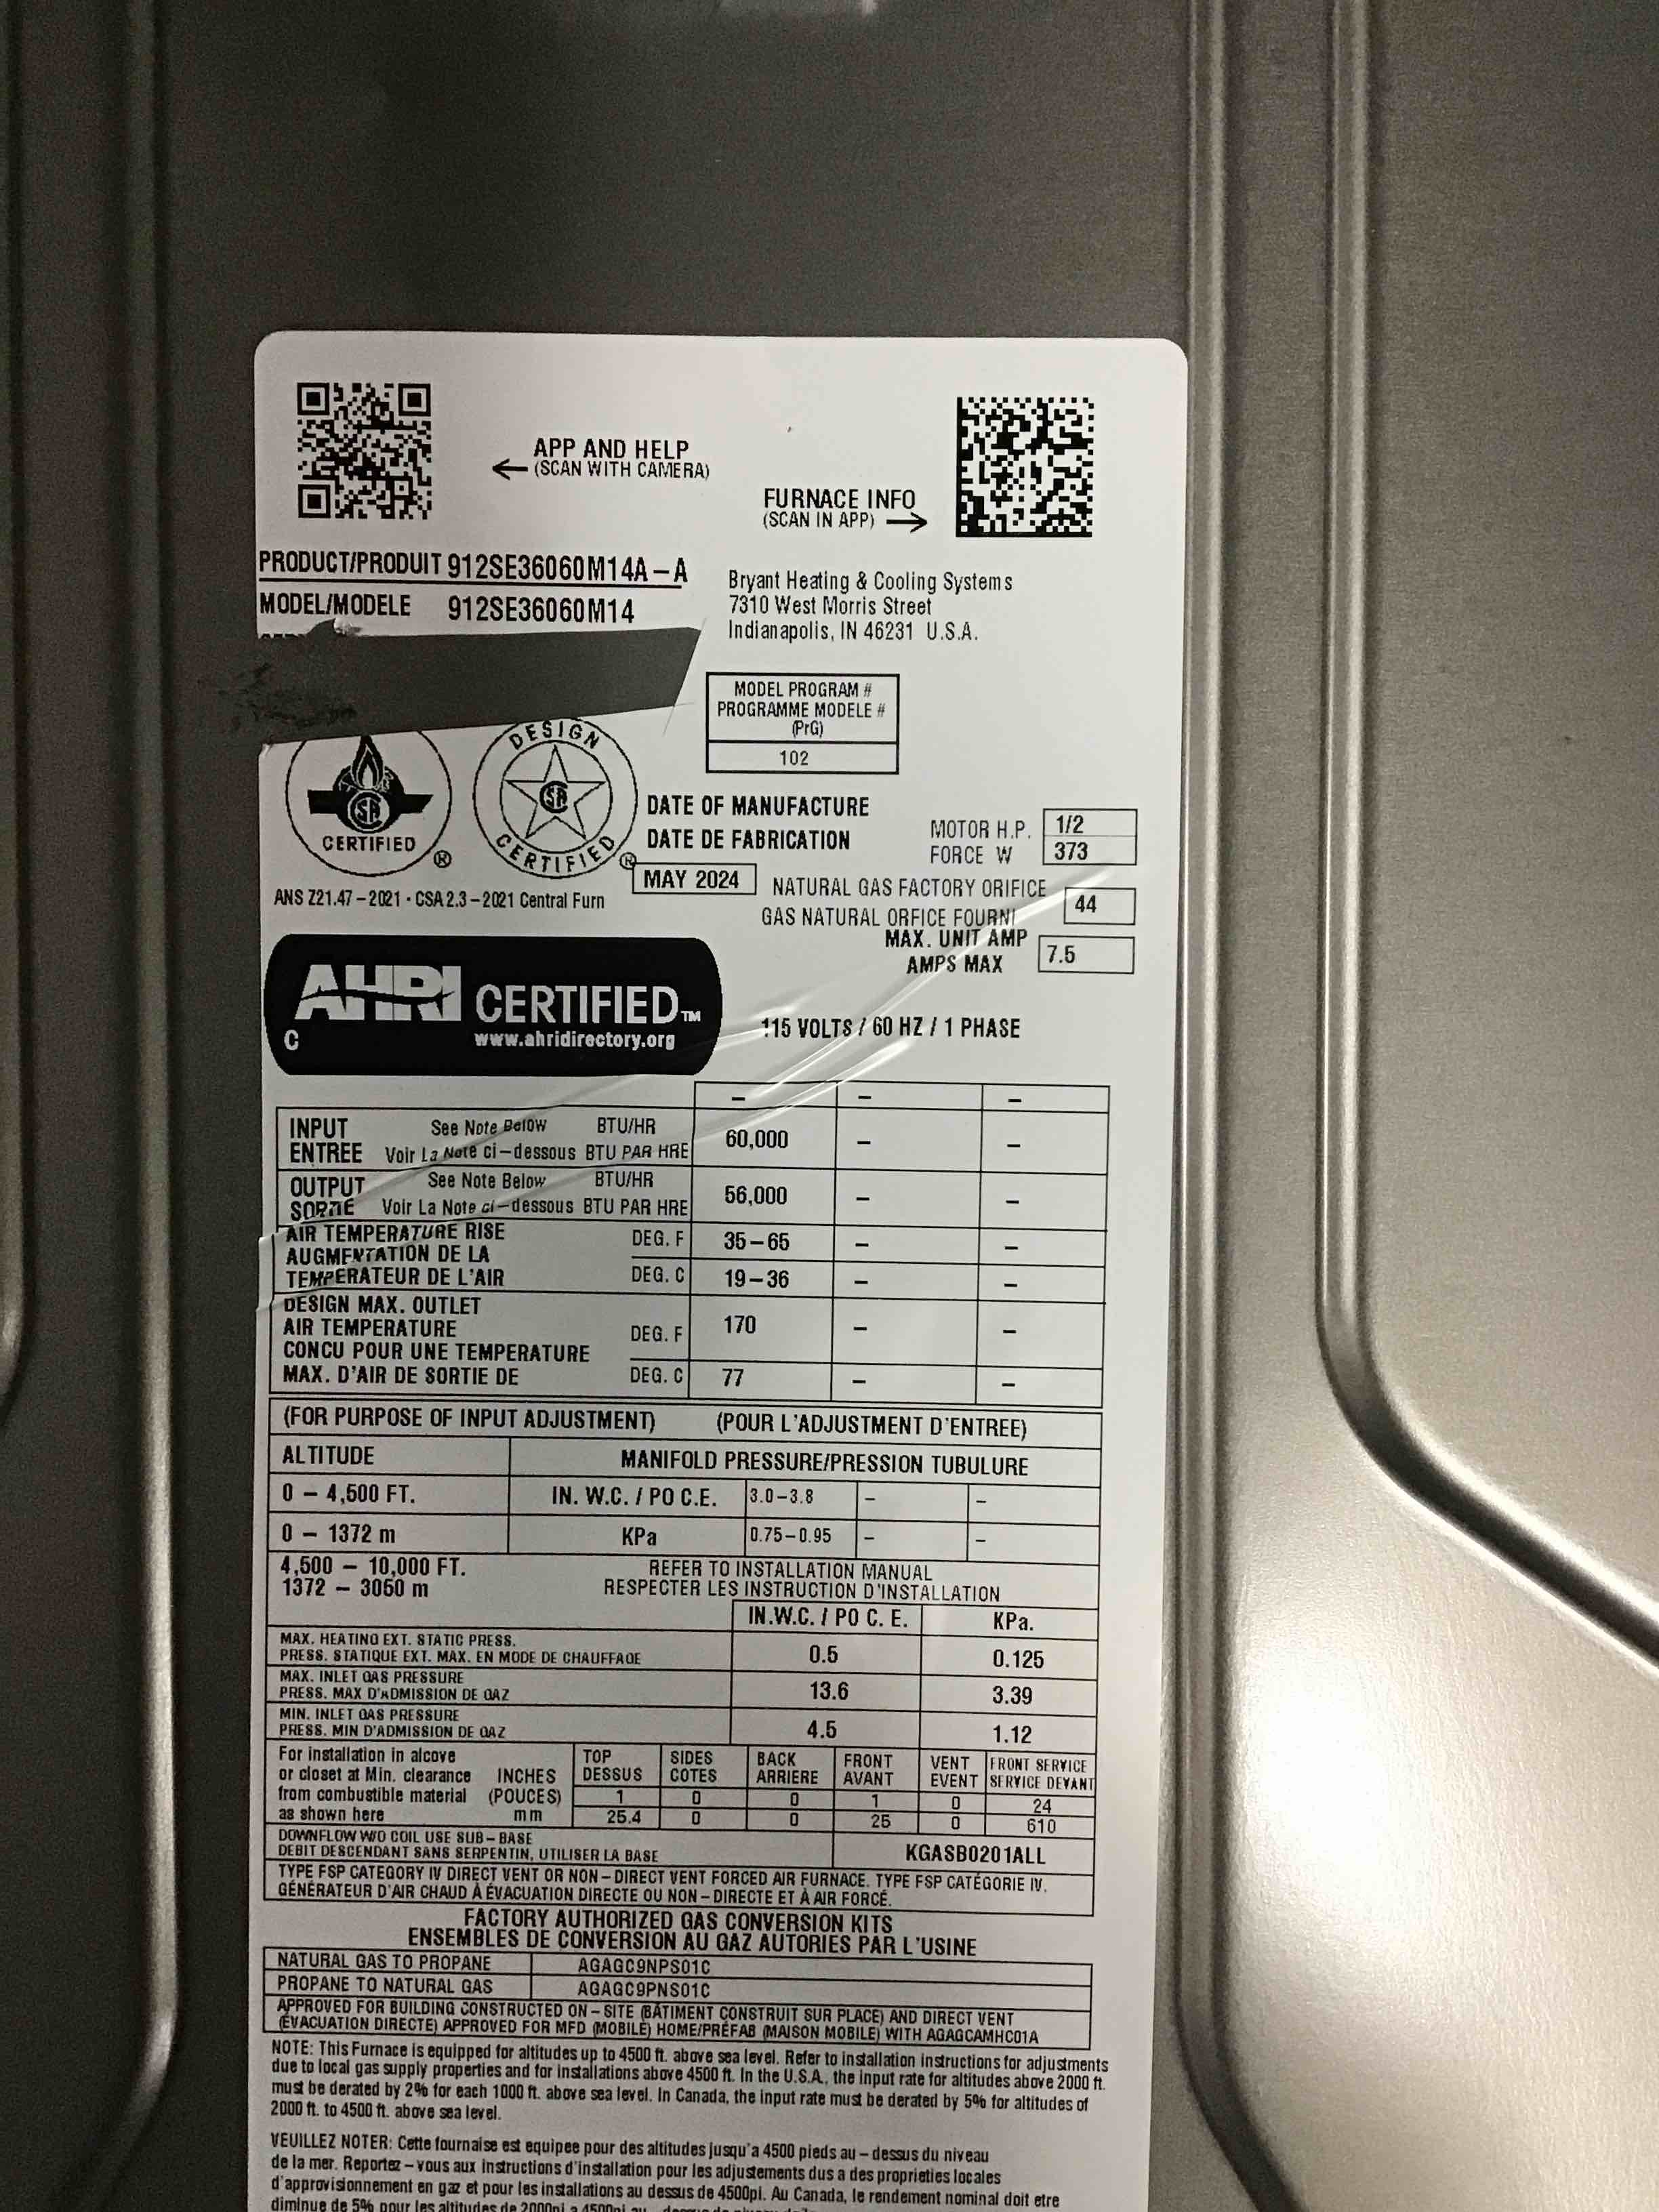 APP AND HELP
(SCAN WITH CAMERA)
FURNACE INFO
(SCAN IN APP)
PRODUCT/PRODUIT 912SE36060M14A-A
MODEL/MODELE 912SE36060M14
Bryant Heating & Cooling Systems
7310 West Morris Street
Indianapolis, IN 46231 U.S.A.
MODEL PROGRAM #
PROGRAMME MODELE #
(PrG)
102
CERTIFIED ®
DESIGN CERTIFIED ®
DATE OF MANUFACTURE
DATE DE FABRICATION
MAY 2024
MOTOR H.P. 1/2
FORCE W 373
ANS Z21.47-2021 • CSA 2.3-2021 Central Furn
NATURAL GAS FACTORY ORIFICE
GAS NATURAL ORFICE FOURNI
44
MAX. UNIT AMP
AMPS MAX
7.5
AHRI CERTIFIED™
C www.ahridirectory.org
115 VOLTS / 60 HZ / 1 PHASE
– – –
INPUT See Note Below BTU/HR
ENTREE Voir La Note ci-dessous BTU PAR HRE
60,000 – –
OUTPUT See Note Below BTU/HR
SORTIE Voir La Note ci-dessous BTU PAR HRE
56,000 – –
AIR TEMPERATURE RISE
AUGMENTATION DE LA
TEMPERATEUR DE L'AIR
DEG. F 35-65 – –
DEG. C 19-36 – –
DESIGN MAX. OUTLET
AIR TEMPERATURE
CONCU POUR UNE TEMPERATURE
MAX. D'AIR DE SORTIE DE
DEG. F 170 – –
DEG. C 77 – –
(FOR PURPOSE OF INPUT ADJUSTMENT) (POUR L'ADJUSTMENT D'ENTREE)
ALTITUDE MANIFOLD PRESSURE/PRESSION TUBULURE
0 – 4,500 FT. IN. W.C. / PO C.E. 3.0-3.8 – –
0 – 1372 m KPa 0.75-0.95 – –
4,500 – 10,000 FT. REFER TO INSTALLATION MANUAL
1372 – 3050 m RESPECTER LES INSTRUCTION D'INSTALLATION
IN.W.C. / PO C. E. KPa.
MAX. HEATING EXT. STATIC PRESS.
PRESS. STATIQUE EXT. MAX. EN MODE DE CHAUFFAGE
0.5 0.125
MAX. INLET GAS PRESSURE
PRESS. MAX D'ADMISSION DE GAZ
13.6 3.39
MIN. INLET GAS PRESSURE
PRESS. MIN D'ADMISSION DE GAZ
4.5 1.12
For installation in alcove
or closet at Min. clearance
from combustible material
as shown here
INCHES
(POUCES)
mm
TOP SIDES BACK FRONT VENT FRONT SERVICE
DESSUS COTES ARRIERE AVANT EVENT SERVICE DEVANT
1 0 0 1 0 24
25.4 0 0 25 0 610
DOWNFLOW W/O COIL USE SUB-BASE
DEBIT DESCENDANT SANS SERPENTIN, UTILISER LA BASE
KGASB0201ALL
TYPE FSP CATEGORY IV DIRECT VENT OR NON-DIRECT VENT FORCED AIR FURNACE. TYPE FSP CATÉGORIE IV.
GÉNÉRATEUR D'AIR CHAUD À ÉVACUATION DIRECTE OU NON-DIRECTE ET À AIR FORCÉ.
FACTORY AUTHORIZED GAS CONVERSION KITS
ENSEMBLES DE CONVERSION AU GAZ AUTORIES PAR L'USINE
NATURAL GAS TO PROPANE AGAGC9NPS01C
PROPANE TO NATURAL GAS AGAGC9PNS01C
APPROVED FOR BUILDING CONSTRUCTED ON-SITE (BÂTIMENT CONSTRUIT SUR PLACE) AND DIRECT VENT
(ÉVACUATION DIRECTE) APPROVED FOR MFD (MOBILE) HOME/PRÉFAB (MAISON MOBILE) WITH AGAGCAMHC01A
NOTE: This Furnace is equipped for altitudes up to 4500 ft. above sea level. Refer to installation instructions for adjustments
due to local gas supply properties and for installations above 4500 ft. In the U.S.A., the input rate for altitudes above 2000 ft.
must be derated by 2% for each 1000 ft. above sea level. In Canada, the input rate must be derated by 5% for altitudes of
2000 ft. to 4500 ft. above sea level.
VEUILLEZ NOTER: Cette fournaise est equipee pour des altitudes jusqu'a 4500 pieds au-dessus du niveau
de la mer. Reportez-vous aux instructions d'installation pour les adjustements dus a des proprietes locales
d'approvisionnement en gaz et pour les installations au dessus de 4500pi. Au Canada, le rendement nominal doit etre
diminue de 5% pour les altitudes de 2000pi a 4500pi au